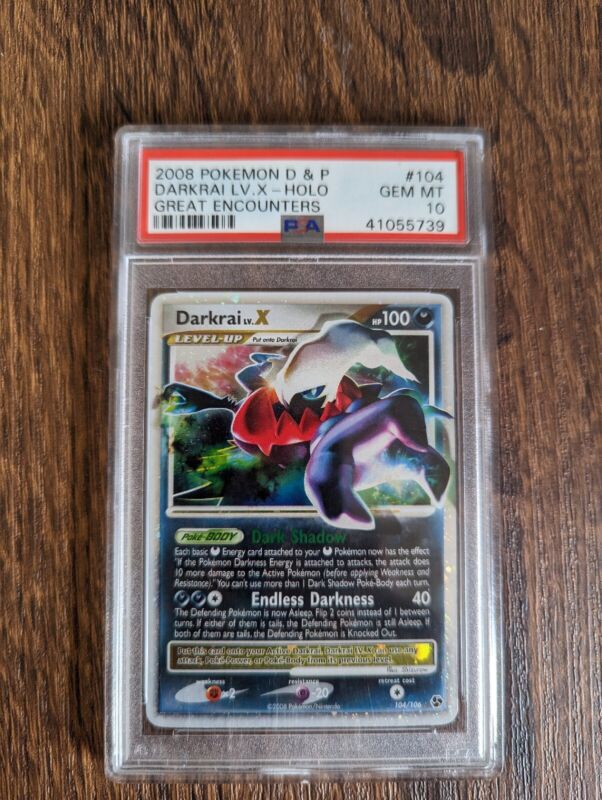 2008 POKEMON D & P #104
DARKRAI LV.X - HOLO GEM MT
GREAT ENCOUNTERS 10
PSA 41055739
Darkrai LV.X HP 100
LEVEL-UP Put onto Darkrai
Poké-BODY Dark Shadow
Each basic Energy card attached to your Pokémon now has the effect
"If the Pokémon Darkness Energy is attached to attacks, the attack does
10 more damage to the Active Pokémon (before applying Weakness and
Resistance)." You can't use more than 1 Dark Shadow Poké-Body each turn.
Endless Darkness 40
The Defending Pokémon is now Asleep. Flip 2 coins instead of 1 between
turns. If either of them is tails, the Defending Pokémon is still Asleep. If
both of them are tails, the Defending Pokémon is Knocked Out.
Put this card onto your Active Darkrai. Darkrai LV.X can use any
attack, Poké-Power, or Poké-Body from its previous level.
weakness resistance retreat cost
×2 -20
©2008 Pokémon/Nintendo 104/106